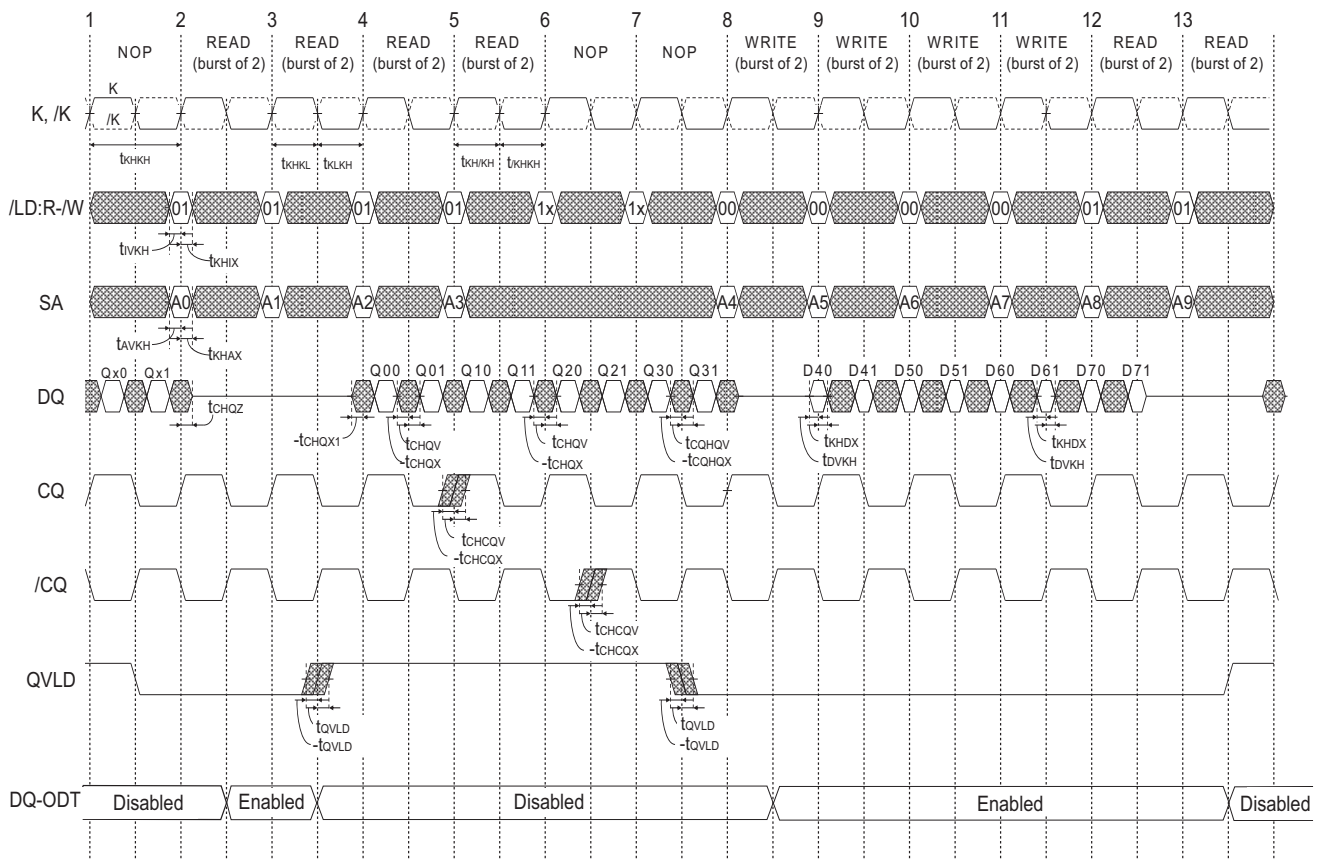 1 2 3 4 5 6 7 8 9 10 11 12 13
NOP READ READ READ READ NOP NOP WRITE WRITE WRITE WRITE READ READ
(burst of 2) (burst of 2) (burst of 2) (burst of 2) (burst of 2) (burst of 2) (burst of 2) (burst of 2) (burst of 2) (burst of 2)
K
K, /K
/K
tKHKH tKHKL tKLKH tKH/KH t/KHKH
/LD:R-/W 01 01 01 01 1x 1x 00 00 00 00 01 01
tIVKH tKHIX
SA A0 A1 A2 A3 A4 A5 A6 A7 A8 A9
tAVKH tKHAX
Qx0 Qx1 Q00 Q01 Q10 Q11 Q20 Q21 Q30 Q31 D40 D41 D50 D51 D60 D61 D70 D71
DQ
tCHQZ
-tCHQX1 tCHQV tCHQV tCQHQV tKHDX tKHDX
-tCHQX -tCHQX -tCQHQX tDVKH tDVKH
CQ
tCHCQV
-tCHCQX
/CQ
tCHCQV
-tCHCQX
QVLD
tQVLD tQVLD
-tQVLD -tQVLD
DQ-ODT Disabled Enabled Disabled Enabled Disabled